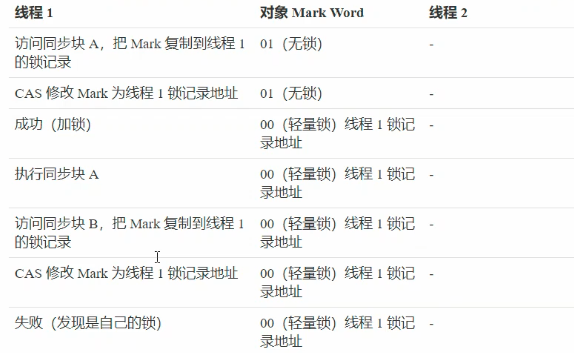 线程 1 对象 Mark Word 线程 2
访问同步块 A，把 Mark 复制到线程 1 01（无锁） -
的锁记录
CAS 修改 Mark 为线程 1 锁记录地址 01（无锁） -
成功（加锁） 00（轻量锁）线程 1 锁记 -
录地址
执行同步块 A 00（轻量锁）线程 1 锁记 -
录地址
访问同步块 B，把 Mark 复制到线程 1 00（轻量锁）线程 1 锁记 -
的锁记录 录地址
CAS 修改 Mark 为线程 1 锁记录地址 00（轻量锁）线程 1 锁记 -
录地址
失败（发现是自己的锁） 00（轻量锁）线程 1 锁记 -
录地址